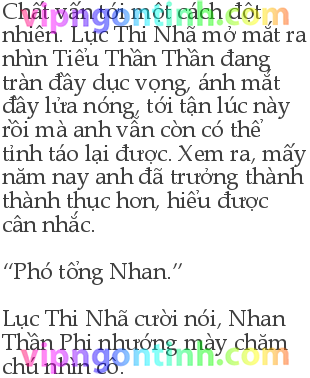 Chất vấn tới một cách đột
nhiên. Lục Thi Nhã mở mắt ra
nhìn Tiểu Thần Thần đang
tràn đầy dục vọng, ánh mắt
đầy lửa nóng, tới tận lúc này
rồi mà anh vẫn còn có thể
tỉnh táo lại được. Xem ra, mấy
năm nay anh đã trưởng thành
thành thục hơn, hiểu được
cân nhắc.
“Phó tổng Nhan.”
Lục Thi Nhã cười nói, Nhan
Thần Phi nhướng mày chăm
chú nhìn cô.
vipngontinh.com
vipngontinh.com